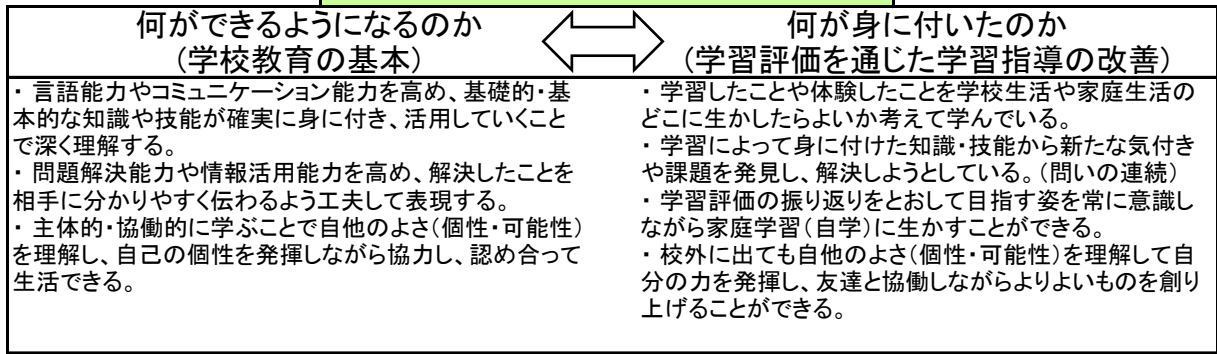 何ができるようになるのか
(学校教育の基本)
・ 言語能力やコミュニケーション能力を高め、基礎的・基
本的な知識や技能が確実に身に付き、活用していくこと
で深く理解する。
・ 問題解決能力や情報活用能力を高め、解決したことを
相手に分かりやすく伝わるよう工夫して表現する。
・ 主体的・協働的に学ぶことで自他のよさ(個性・可能性)
を理解し、自己の個性を発揮しながら協力し、認め合って
生活できる。
何が身に付いたのか
(学習評価を通じた学習指導の改善)
・ 学習したことや体験したことを学校生活や家庭生活の
どこに生かしたらよいか考えて学んでいる。
・ 学習によって身に付けた知識・技能から新たな気付き
や課題を発見し、解決しようとしている。(問いの連続)
・ 学習評価の振り返りをとおして目指す姿を常に意識し
ながら家庭学習(自学)に生かすことができる。
・ 校外に出ても自他のよさ(個性・可能性)を理解して自
分の力を発揮し、友達と協働しながらよりよいものを創り
上げることができる。